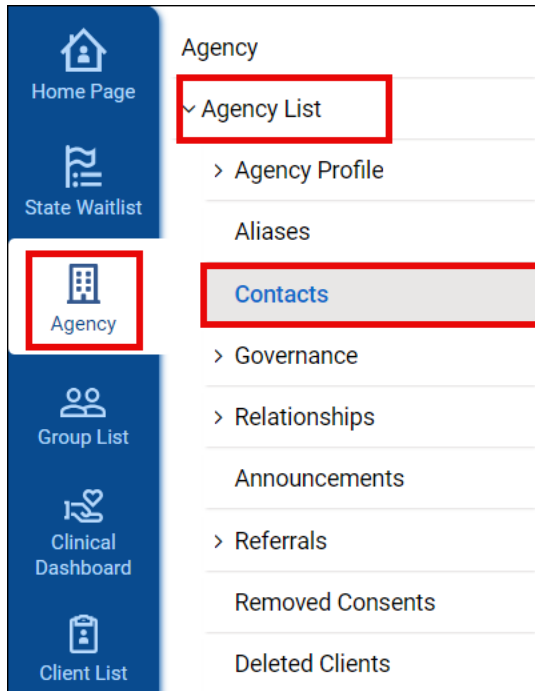 Home Page
State Waitlist
Agency
Group List
Clinical
Dashboard
Client List
Agency
Agency List
Agency Profile
Aliases
Contacts
Governance
Relationships
Announcements
Referrals
Removed Consents
Deleted Clients